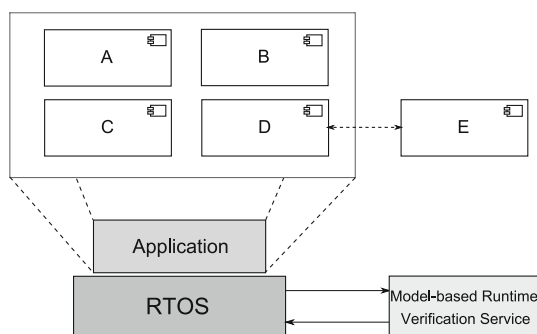 A
B
C
D
E
Application
RTOS
Model-based Runtime
Verification Service